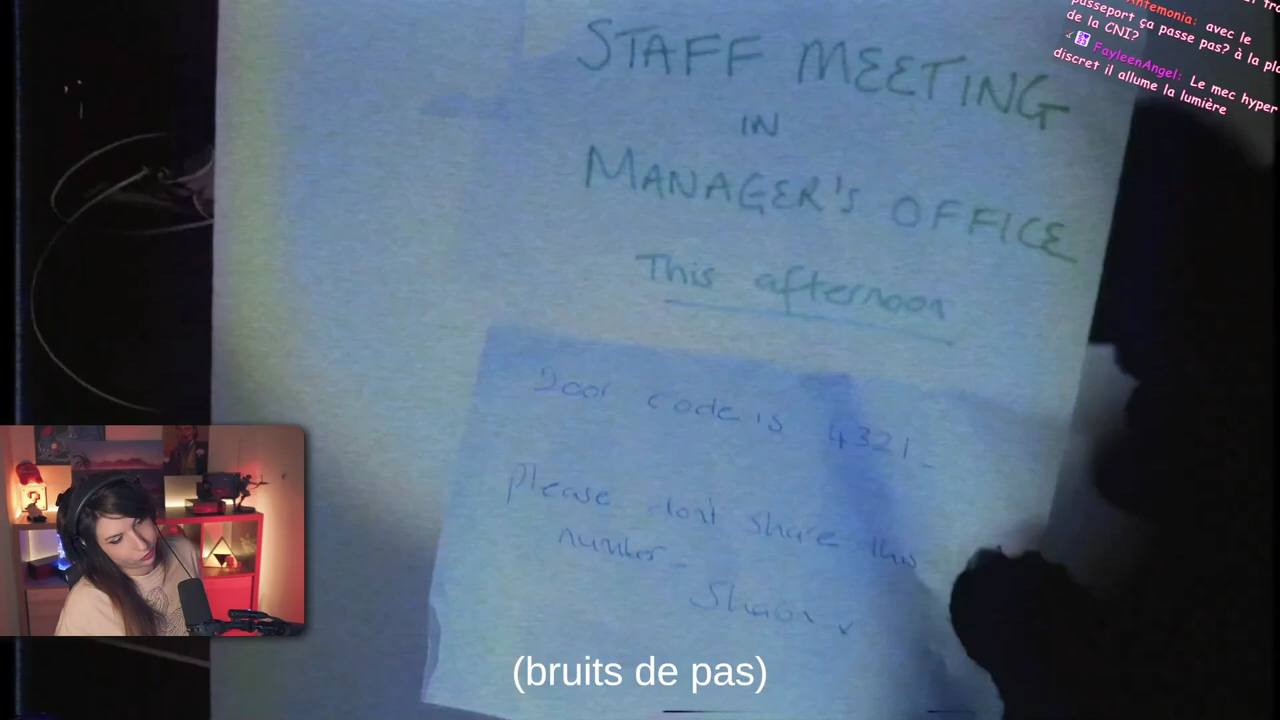 passeport ça passe pas? à la
de la CNI?
Antemonia: avec le
FayleenAngel: Le mec hyper
discret il allume la lumière
STAFF MEETING
IN
MANAGER'S OFFICE
This afternoon
Door code is 4321.
please dont share this
number -
(bruits de pas)